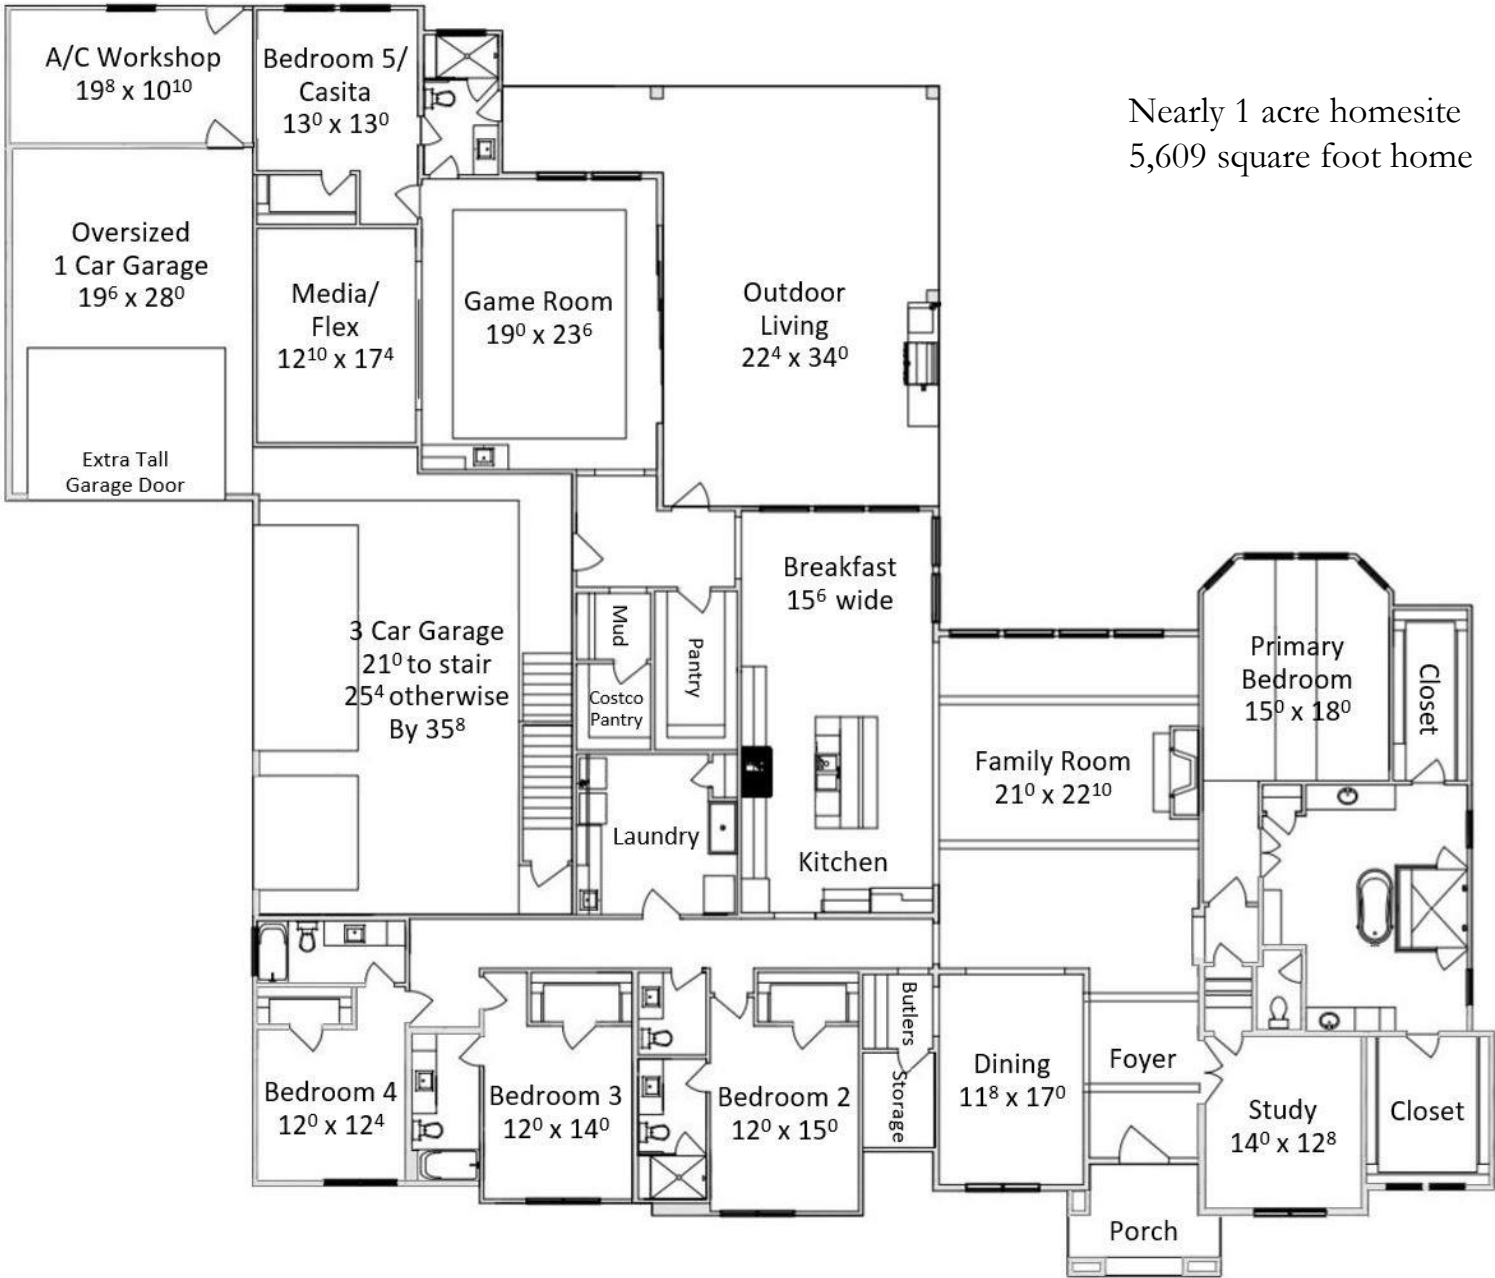 A/C Workshop
19⁸ x 10¹⁰
Bedroom 5/
Casita
13⁰ x 13⁰
Nearly 1 acre homesite
5,609 square foot home
Oversized
1 Car Garage
19⁶ x 28⁰
Media/
Flex
12¹⁰ x 17⁴
Game Room
19⁰ x 23⁶
Outdoor
Living
22⁴ x 34⁰
Extra Tall
Garage Door
Breakfast
15⁶ wide
3 Car Garage
21⁰ to stair
25⁴ otherwise
By 35⁸
Mud
Pantry
Costco
Pantry
Primary
Bedroom
15⁰ x 18⁰
Closet
Family Room
21⁰ x 22¹⁰
Laundry
Kitchen
Butlers
Storage
Bedroom 4
12⁰ x 12⁴
Bedroom 3
12⁰ x 14⁰
Bedroom 2
12⁰ x 15⁰
Dining
11⁸ x 17⁰
Foyer
Study
14⁰ x 12⁸
Closet
Porch